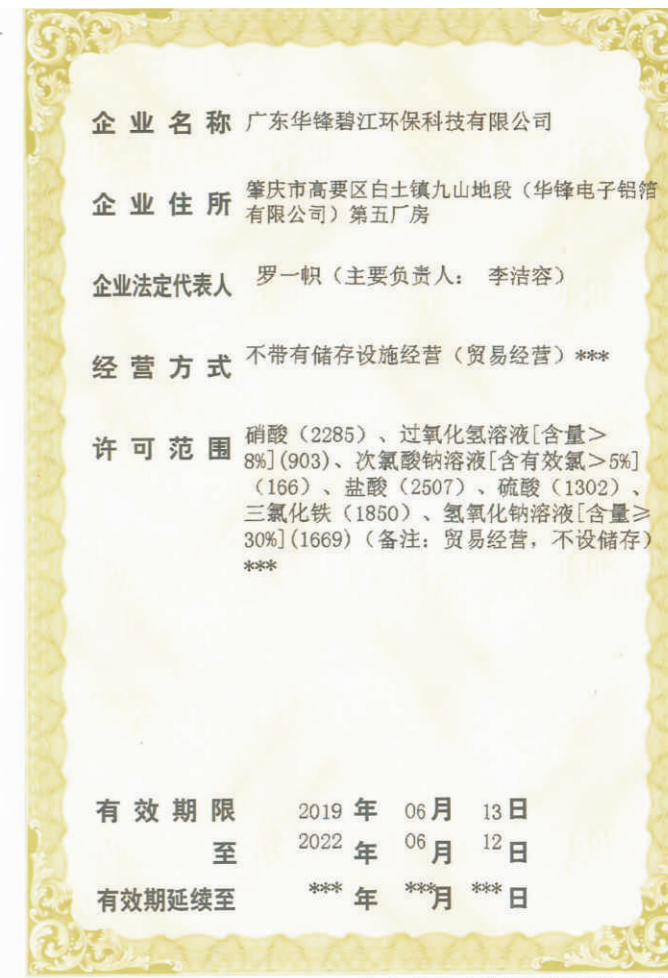 企业名称 广东华锋碧江环保科技有限公司
企业住所 肇庆市高要区白土镇九山地段（华锋电子铝箔
有限公司）第五厂房
企业法定代表人 罗一帜（主要负责人： 李洁容）
经营方式 不带有储存设施经营（贸易经营）***
许可范围 硝酸（2285）、过氧化氢溶液[含量＞
8%](903)、次氯酸钠溶液[含有效氯＞5%]
（166）、盐酸（2507）、硫酸（1302）、
三氯化铁（1850）、氢氧化钠溶液[含量≥
30%](1669)（备注：贸易经营，不设储存）
***
有效期限 2019 年 06 月 13 日
至 2022 年 06 月 12 日
有效期延续至 *** 年 *** 月 *** 日